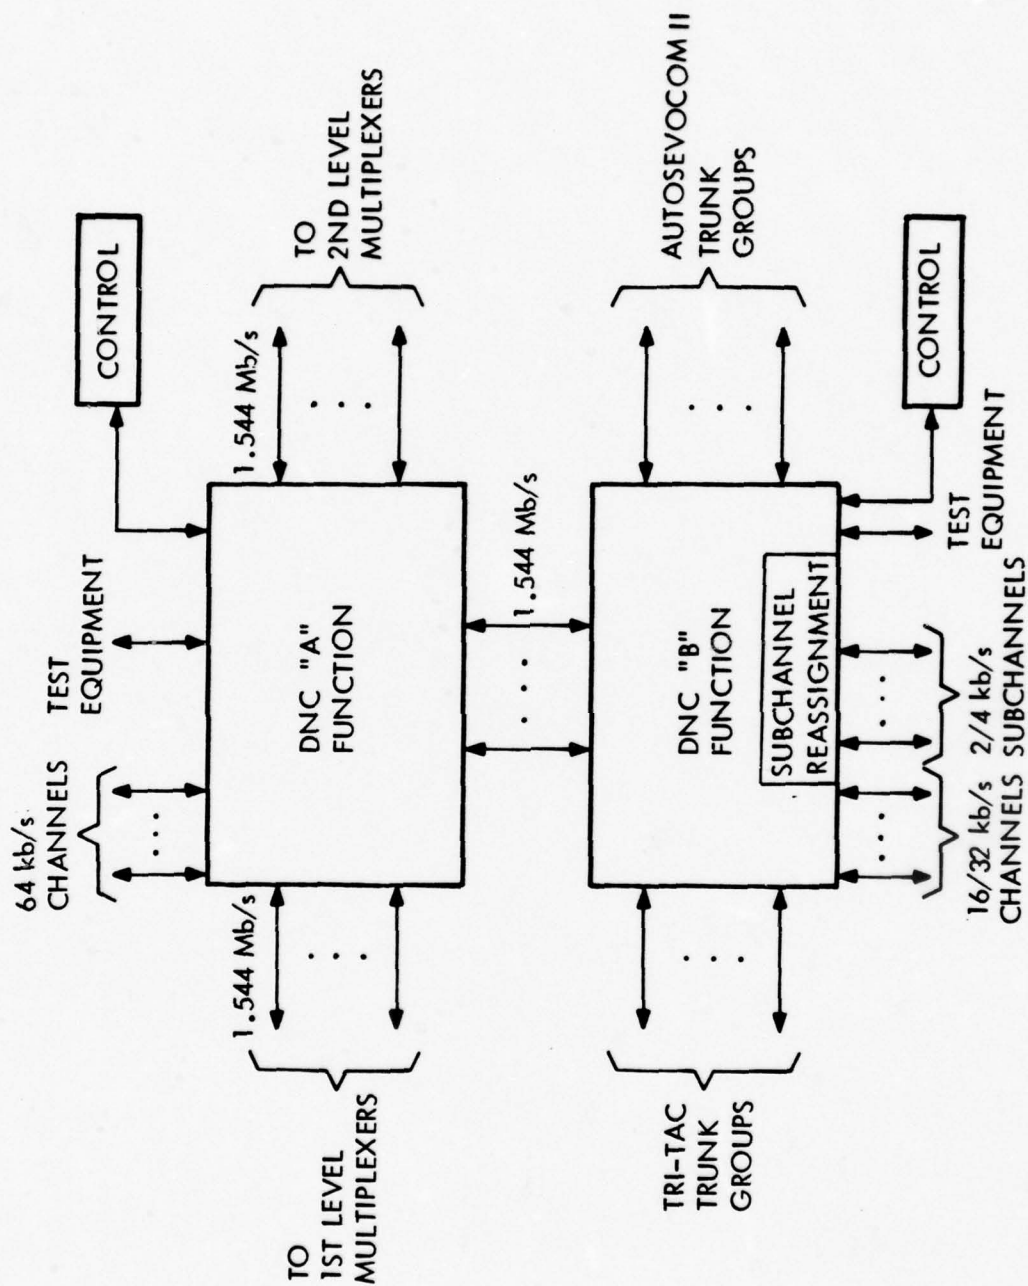 64 kb/s
CHANNELS
TEST
EQUIPMENT
CONTROL
1.544 Mb/s
1.544 Mb/s
TO
1ST LEVEL
MULTIPLEXERS
DNC "A"
FUNCTION
TO
2ND LEVEL
MULTIPLEXERS
1.544 Mb/s
TRI-TAC
TRUNK
GROUPS
DNC "B"
FUNCTION
SUBCHANNEL
REASSIGNMENT
AUTOSEVOCOM II
TRUNK
GROUPS
16/32 kb/s
CHANNELS
2/4 kb/s
SUBCHANNELS
TEST
EQUIPMENT
CONTROL